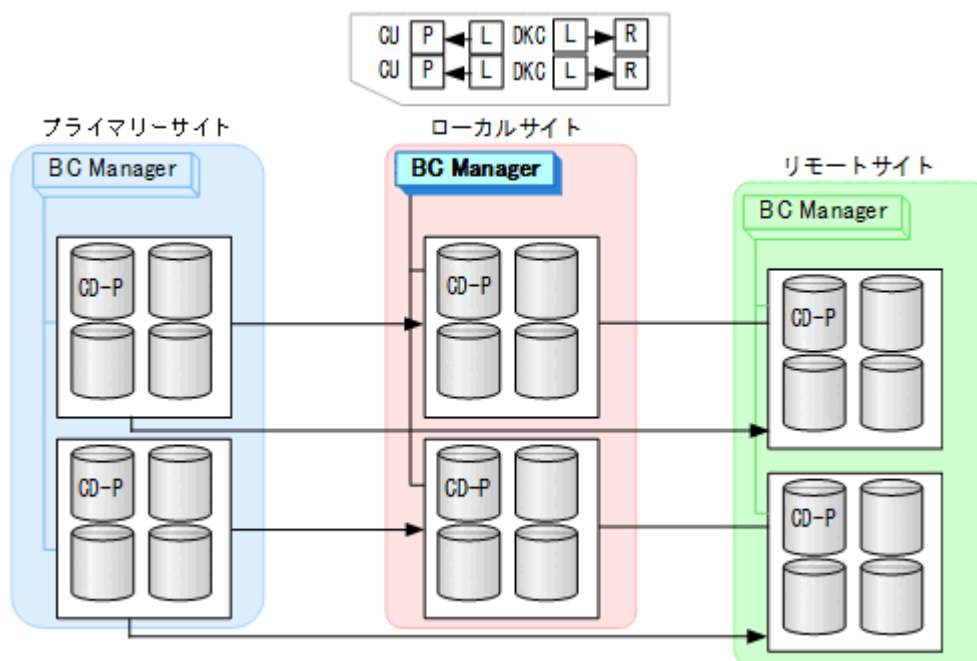 CU P L DKC L R
CU P L DKC L R
プライマリーサイト
ローカルサイト
リモートサイト
BC Manager
BC Manager
BC Manager
CD-P
CD-P
CD-P
CD-P
CD-P
CD-P